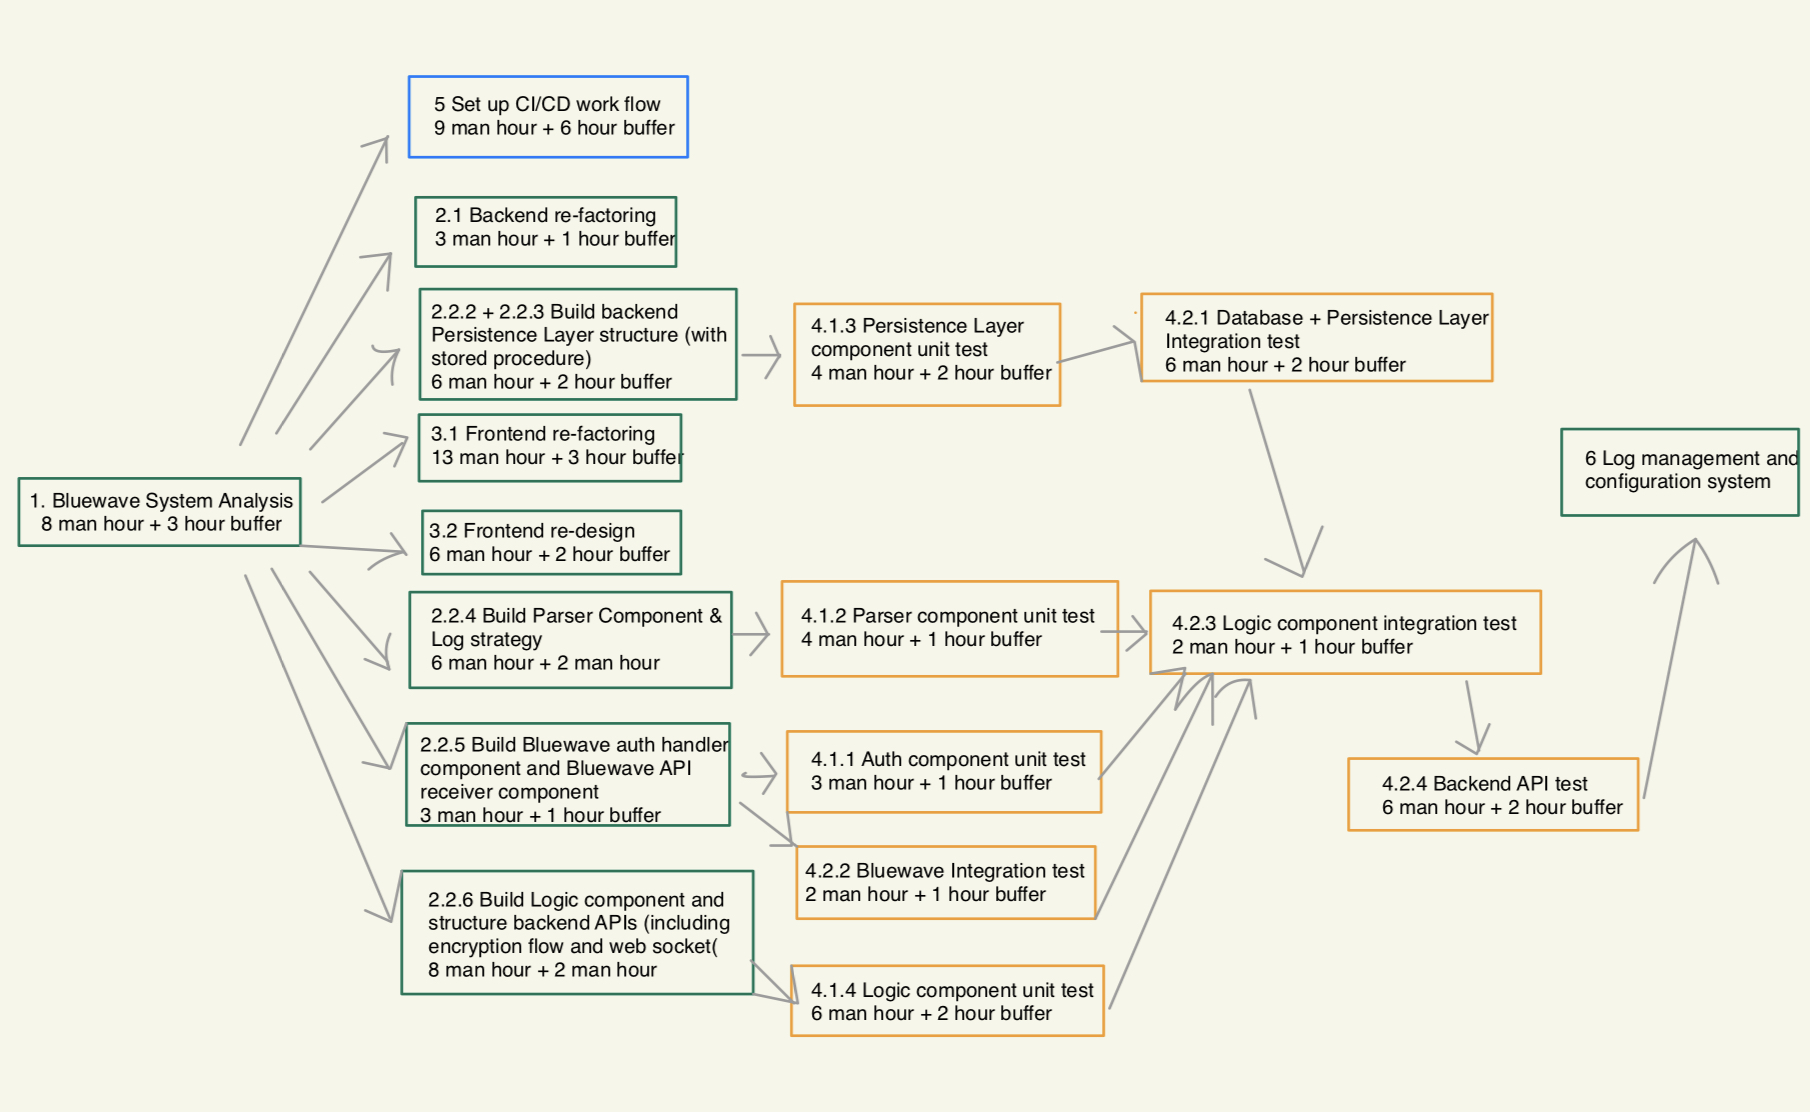 5 Set up CI/CD work flow
9 man hour + 6 hour buffer
2.1 Backend re-factoring
3 man hour + 1 hour buffer
2.2.2 + 2.2.3 Build backend
Persistence Layer structure (with
stored procedure)
6 man hour + 2 hour buffer
3.1 Frontend re-factoring
13 man hour + 3 hour buffer
1. Bluewave System Analysis
8 man hour + 3 hour buffer
3.2 Frontend re-design
6 man hour + 2 hour buffer
2.2.4 Build Parser Component &
Log strategy
6 man hour + 2 man hour
2.2.5 Build Bluewave auth handler
component and Bluewave API
receiver component
3 man hour + 1 hour buffer
2.2.6 Build Logic component and
structure backend APIs (including
encryption flow and web socket(
8 man hour + 2 man hour
4.1.3 Persistence Layer
component unit test
4 man hour + 2 hour buffer
4.1.2 Parser component unit test
4 man hour + 1 hour buffer
4.1.1 Auth component unit test
3 man hour + 1 hour buffer
4.2.2 Bluewave Integration test
2 man hour + 1 hour buffer
4.1.4 Logic component unit test
6 man hour + 2 hour buffer
4.2.1 Database + Persistence Layer
Integration test
6 man hour + 2 hour buffer
4.2.3 Logic component integration test
2 man hour + 1 hour buffer
4.2.4 Backend API test
6 man hour + 2 hour buffer
6 Log management and
configuration system